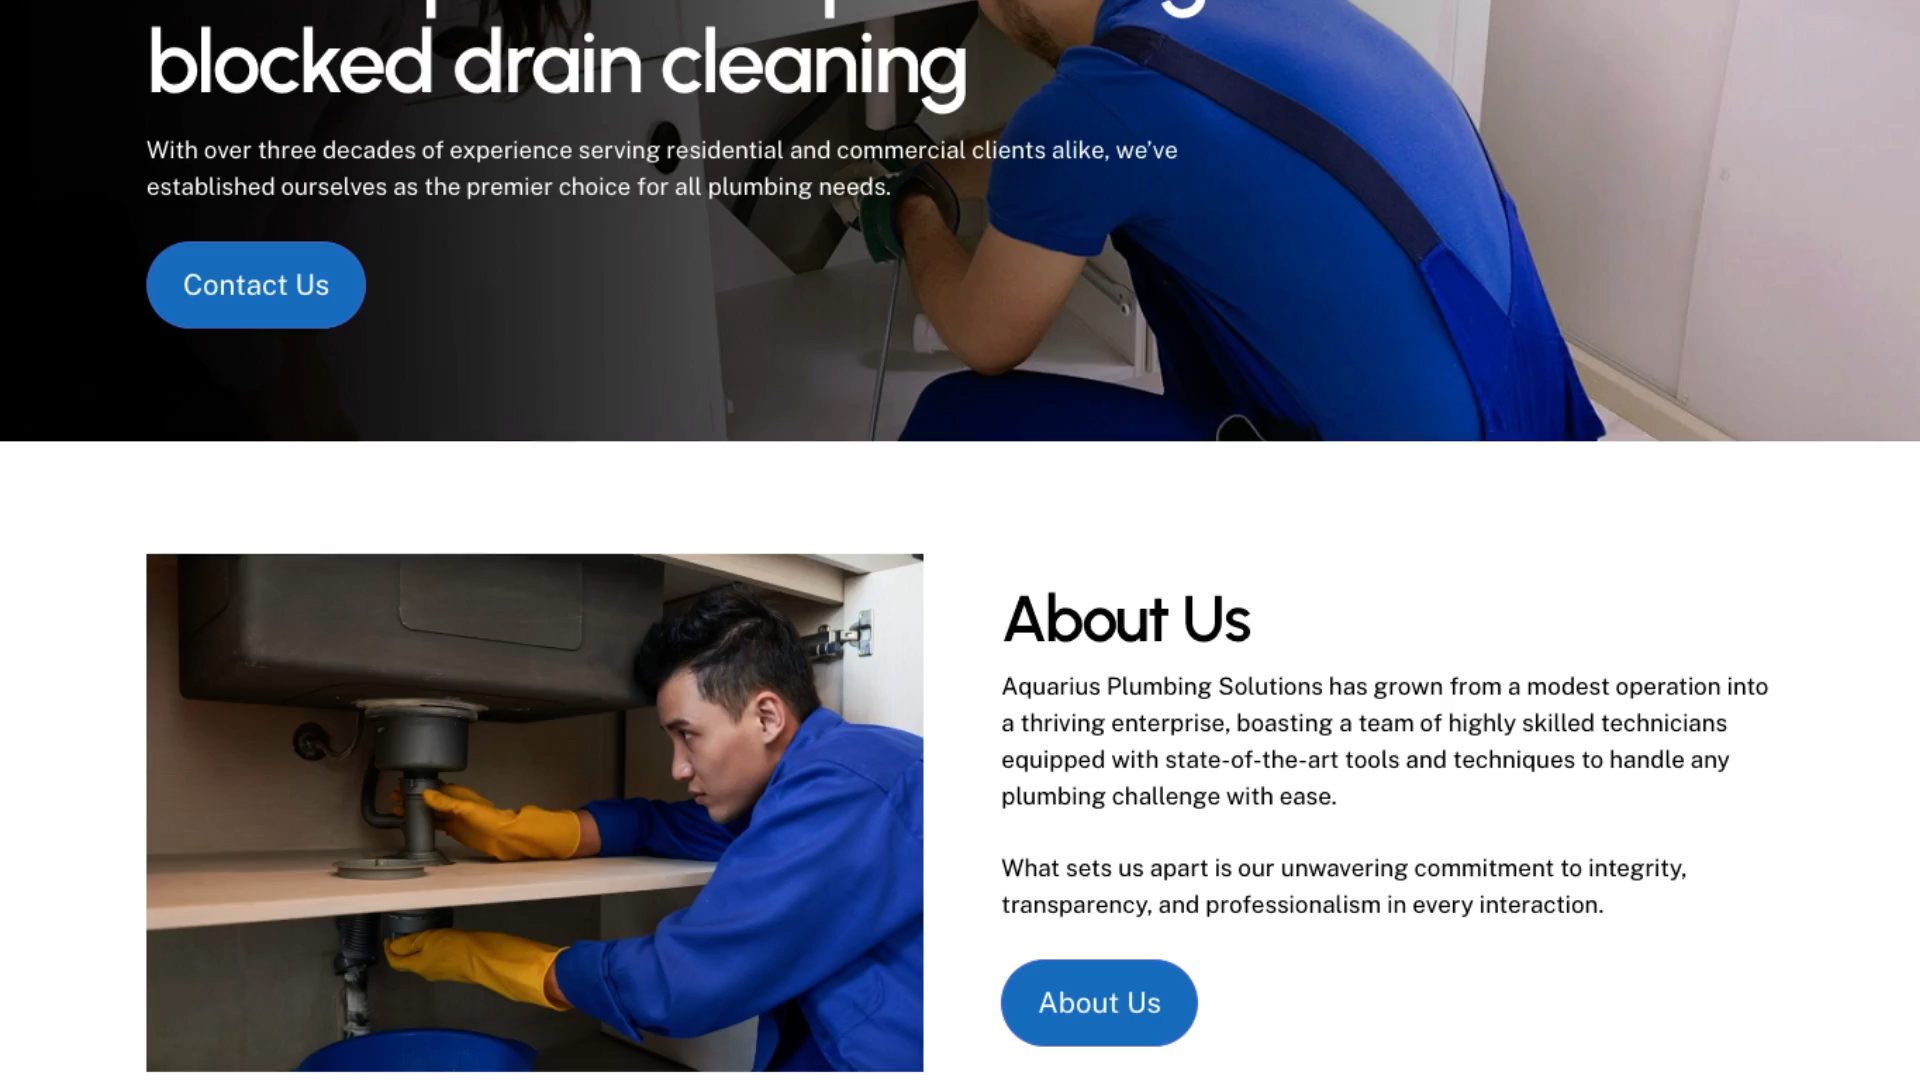 blocked drain cleaning
With over three decades of experience serving residential and commercial clients alike, we’ve
established ourselves as the premier choice for all plumbing needs.
Contact Us
About Us
Aquarius Plumbing Solutions has grown from a modest operation into
a thriving enterprise, boasting a team of highly skilled technicians
equipped with state-of-the-art tools and techniques to handle any
plumbing challenge with ease.
What sets us apart is our unwavering commitment to integrity,
transparency, and professionalism in every interaction.
About Us